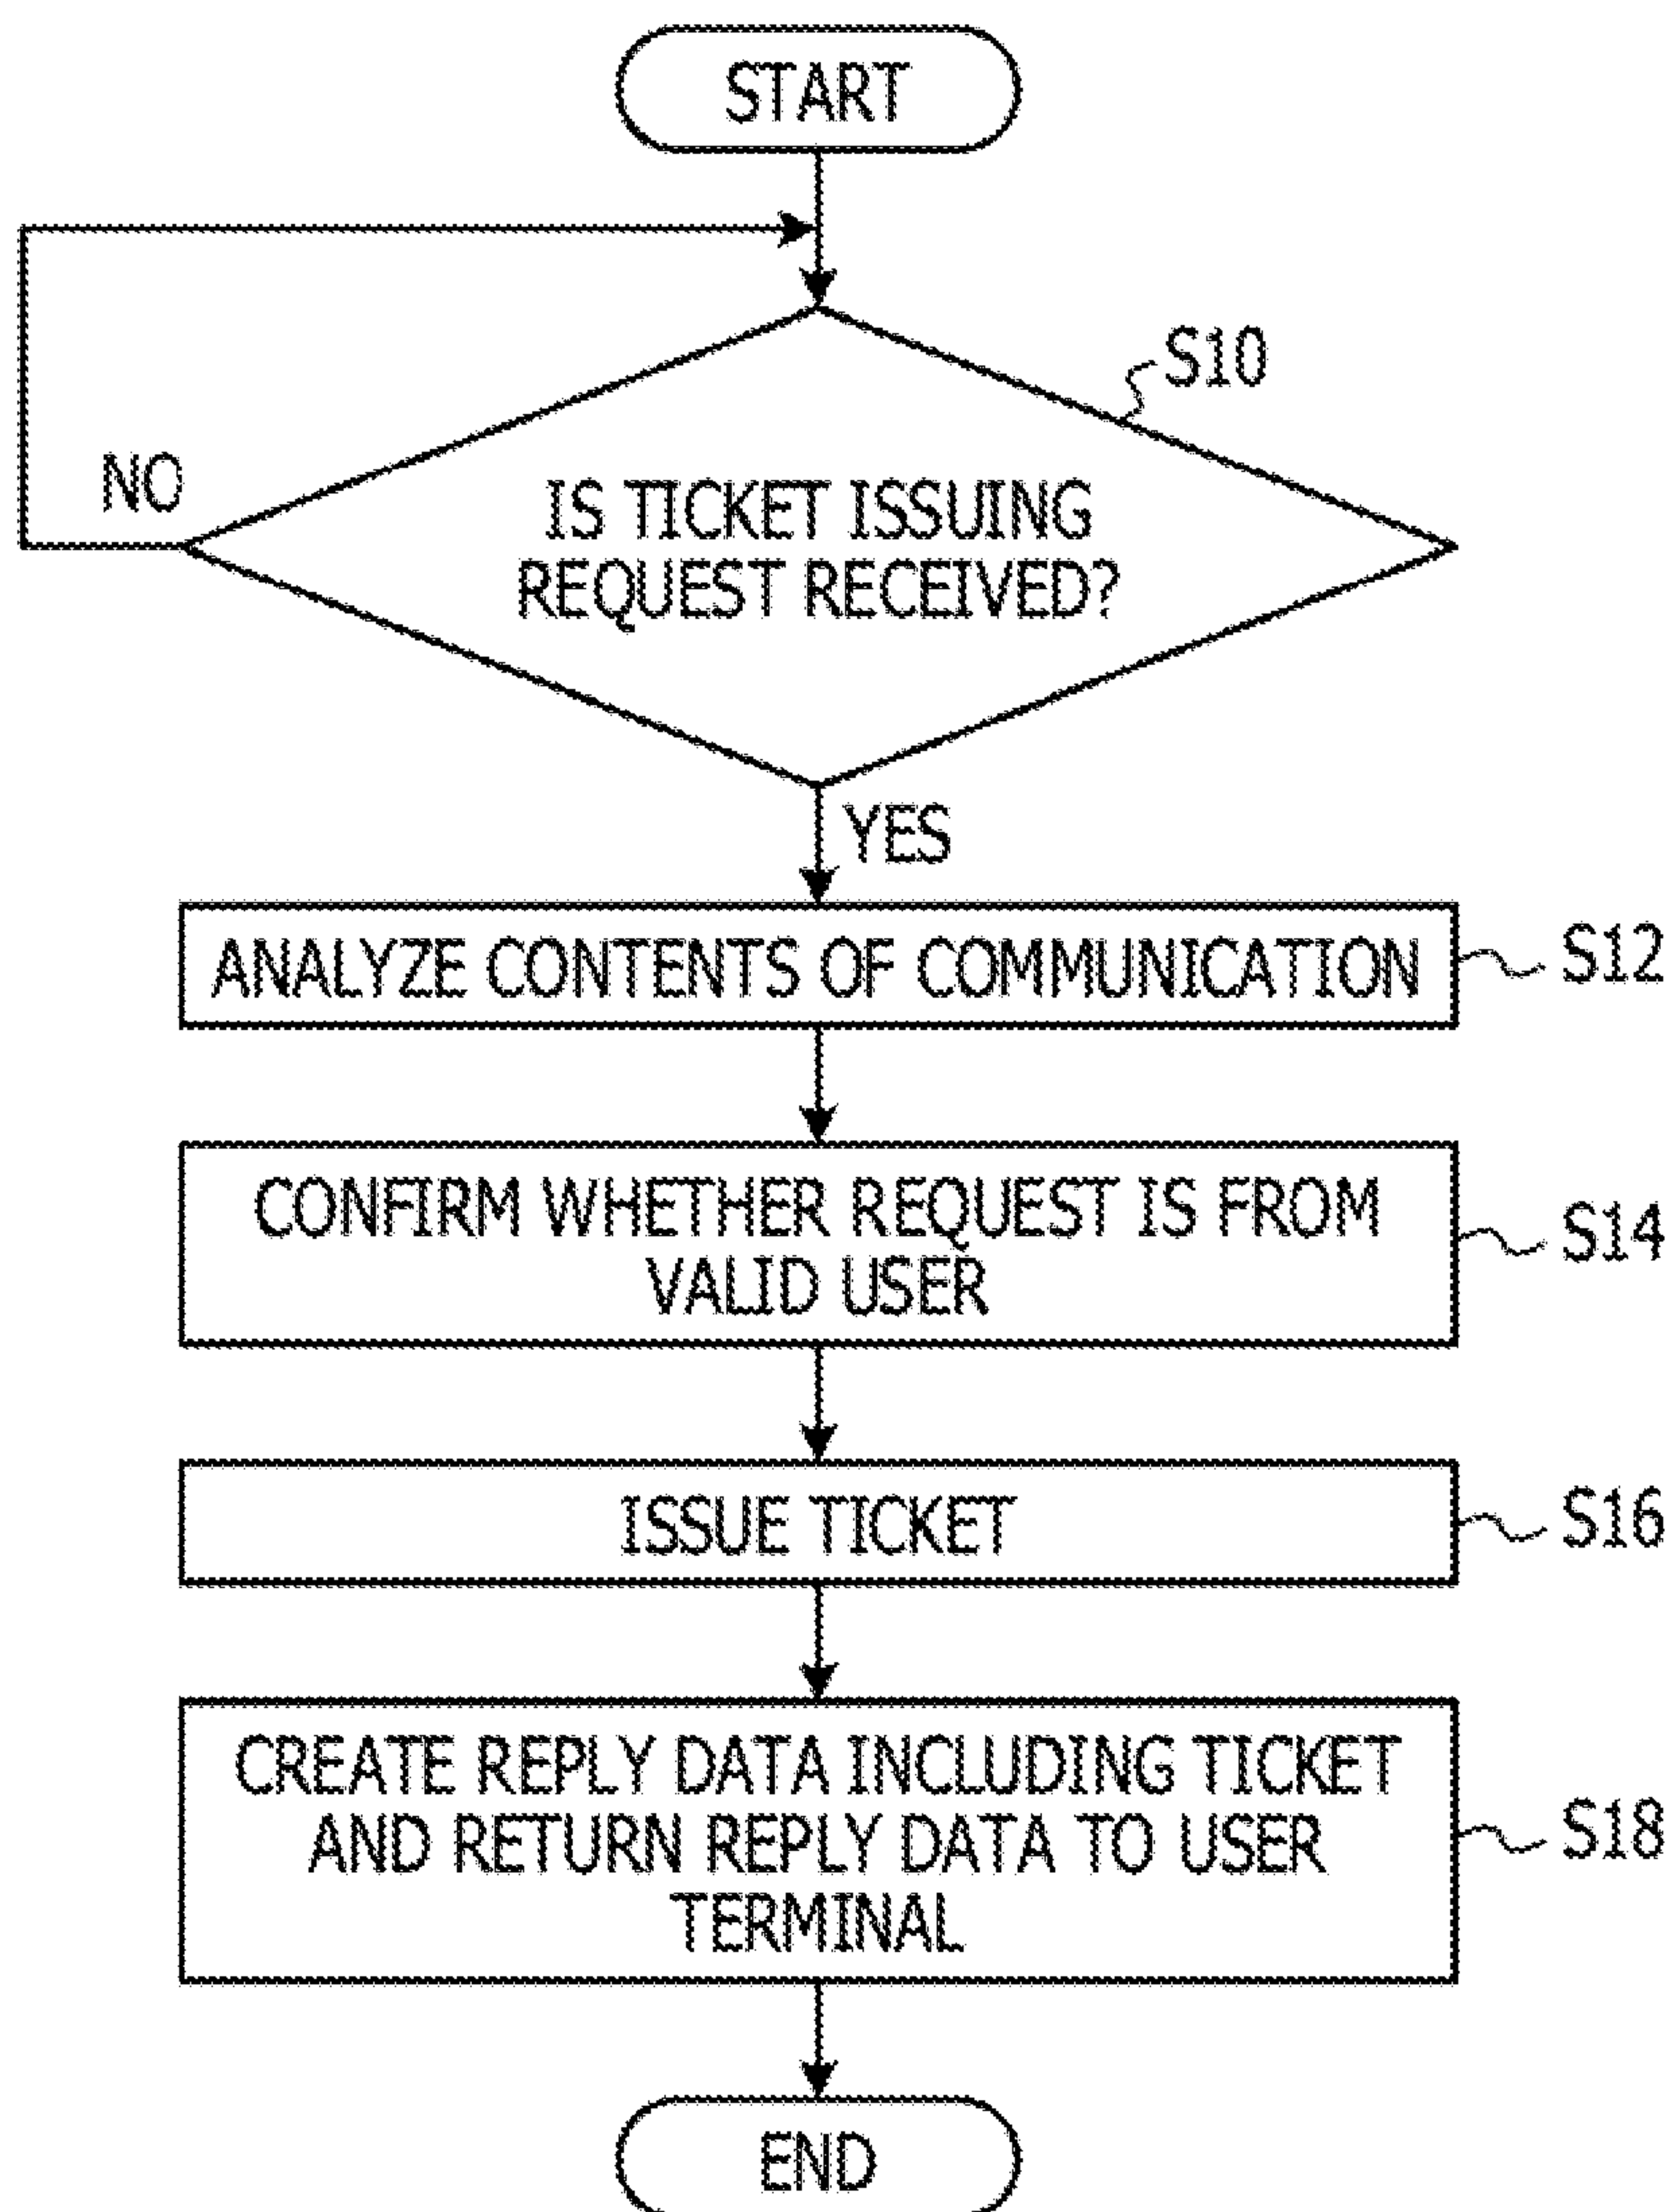 START
S10
NO
IS TICKET ISSUING
REQUEST RECEIVED?
YES
ANALYZE CONTENTS OF COMMUNICATION
S12
CONFIRM WHETHER REQUEST IS FROM
VALID USER
S14
ISSUE TICKET
S16
CREATE REPLY DATA INCLUDING TICKET
AND RETURN REPLY DATA TO USER
TERMINAL
S18
END